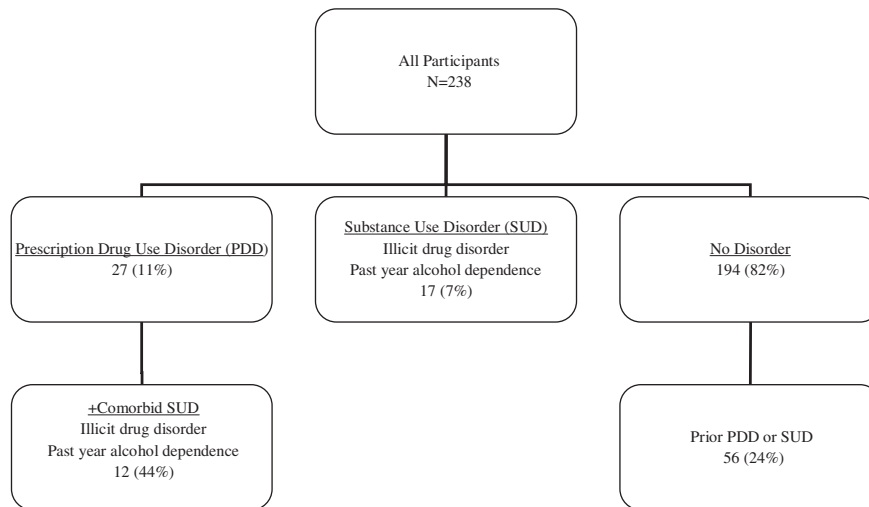 All Participants
N=238
Prescription Drug Use Disorder (PDD)
27 (11%)
Substance Use Disorder (SUD)
Illicit drug disorder
Past year alcohol dependence
17 (7%)
No Disorder
194 (82%)
+Comorbid SUD
Illicit drug disorder
Past year alcohol dependence
12 (44%)
Prior PDD or SUD
56 (24%)